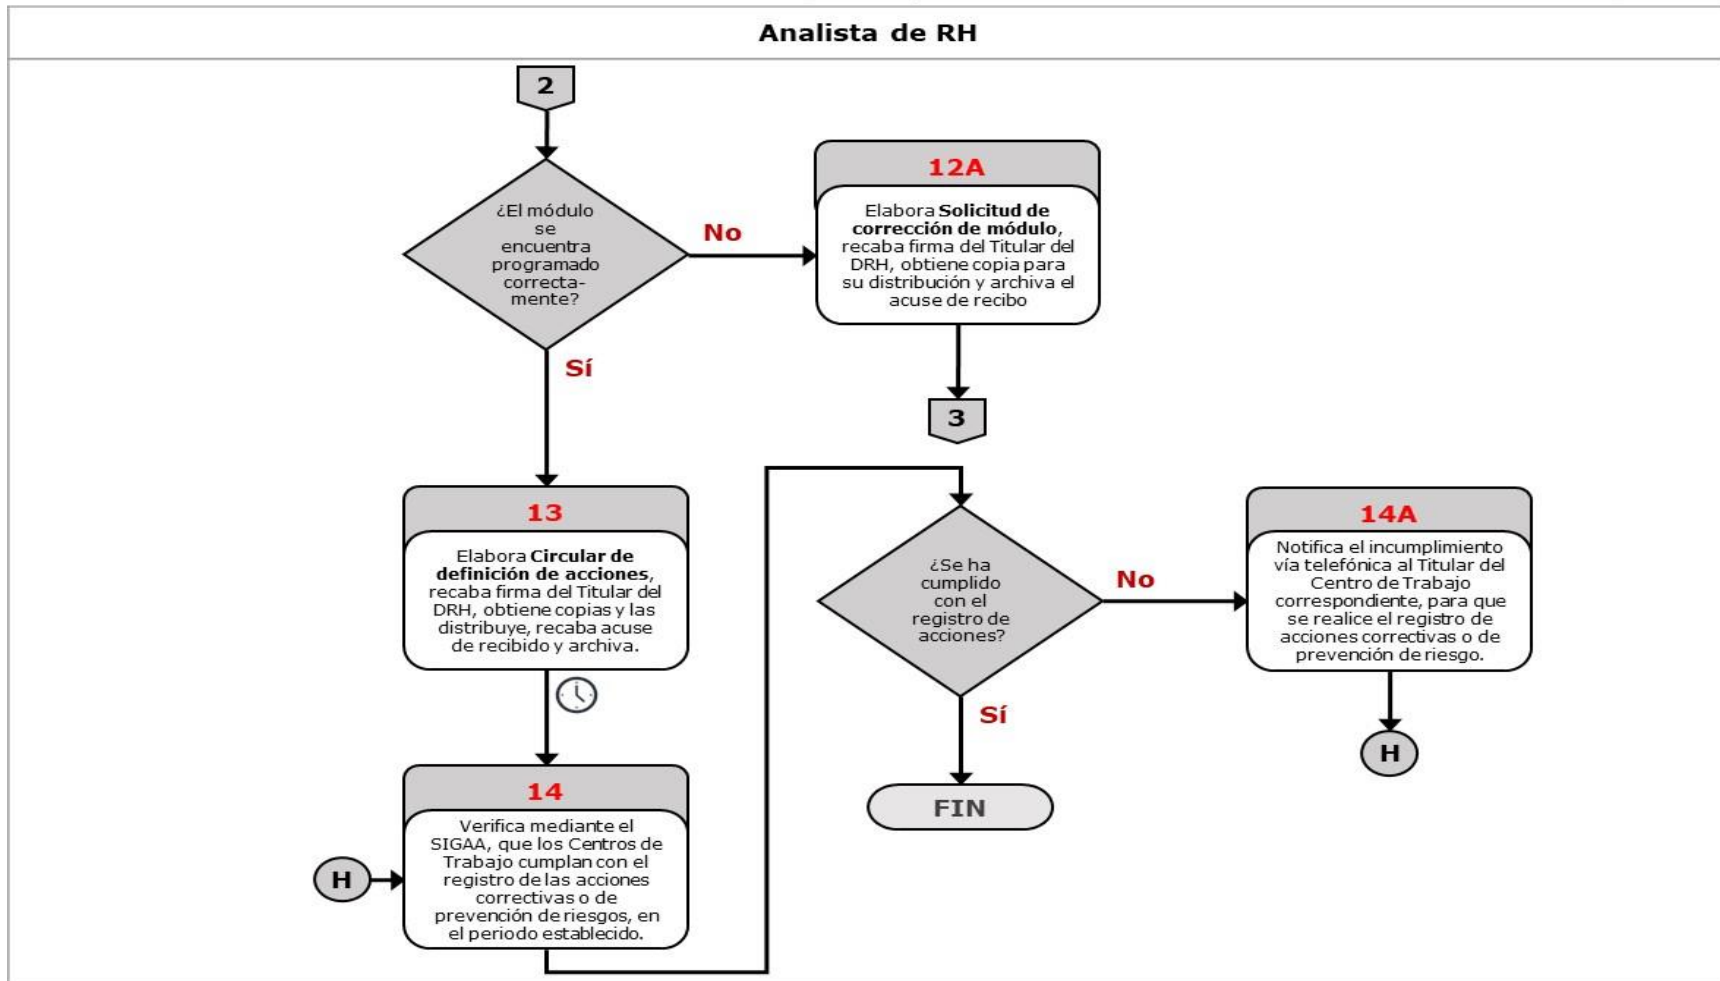 Analista de RH
2
¿El módulo
se
encuentra
programado
correcta-
mente?
No
Sí
12A
Elabora Solicitud de
corrección de módulo,
recaba firma del Titular del
DRH, obtiene copia para
su distribución y archiva el
acuse de recibo
3
13
Elabora Circular de
definición de acciones,
recaba firma del Titular del
DRH, obtiene copias y las
distribuye, recaba acuse
de recibido y archiva.
H
14
Verifica mediante el
SIGAA, que los Centros de
Trabajo cumplan con el
registro de las acciones
correctivas o de
prevención de riesgos, en
el periodo establecido.
¿Se ha
cumplido
con el
registro de
acciones?
No
Sí
14A
Notifica el incumplimiento
vía telefónica al Titular del
Centro de Trabajo
correspondiente, para que
se realice el registro de
acciones correctivas o de
prevención de riesgo.
H
FIN